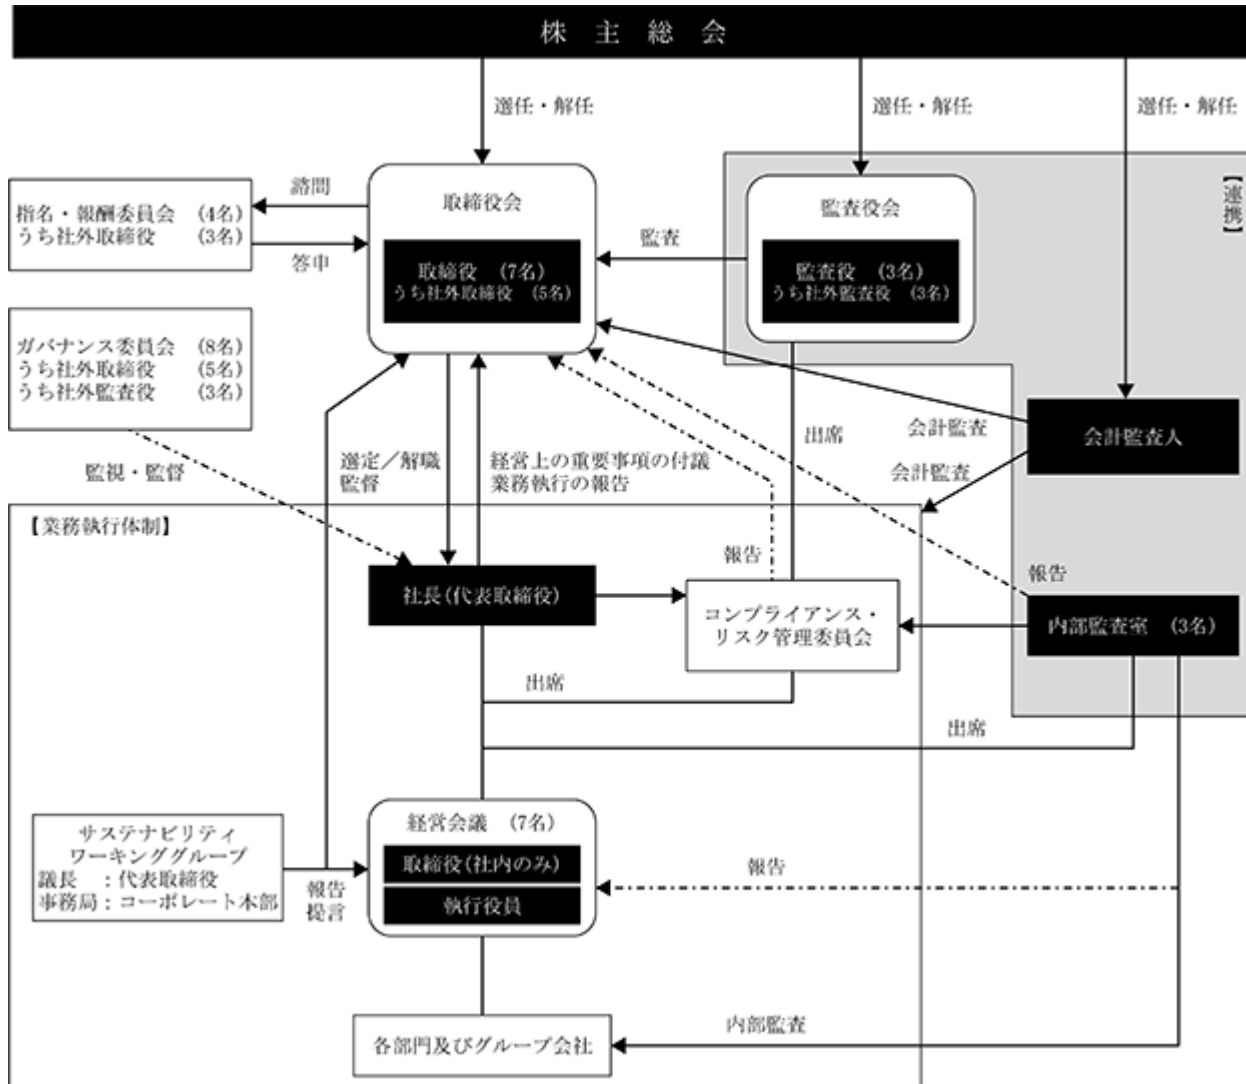 株主総会
選任・解任
選任・解任
選任・解任
【連携】
指名・報酬委員会 (4名)
うち社外取締役 (3名)
諮問
答申
取締役会
取締役 (7名)
うち社外取締役 (5名)
監査
監査役会
監査役 (3名)
うち社外監査役 (3名)
ガバナンス委員会 (8名)
うち社外取締役 (5名)
うち社外監査役 (3名)
監視・監督
選定/解職
監督
経営上の重要事項の付議
業務執行の報告
出席
会計監査
会計監査
会計監査人
【業務執行体制】
報告
報告
社長(代表取締役)
コンプライアンス・
リスク管理委員会
内部監査室 (3名)
出席
出席
サステナビリティ
ワーキンググループ
議長 :代表取締役
事務局:コーポレート本部
報告
提言
経営会議 (7名)
取締役(社内のみ)
執行役員
報告
内部監査
各部門及びグループ会社